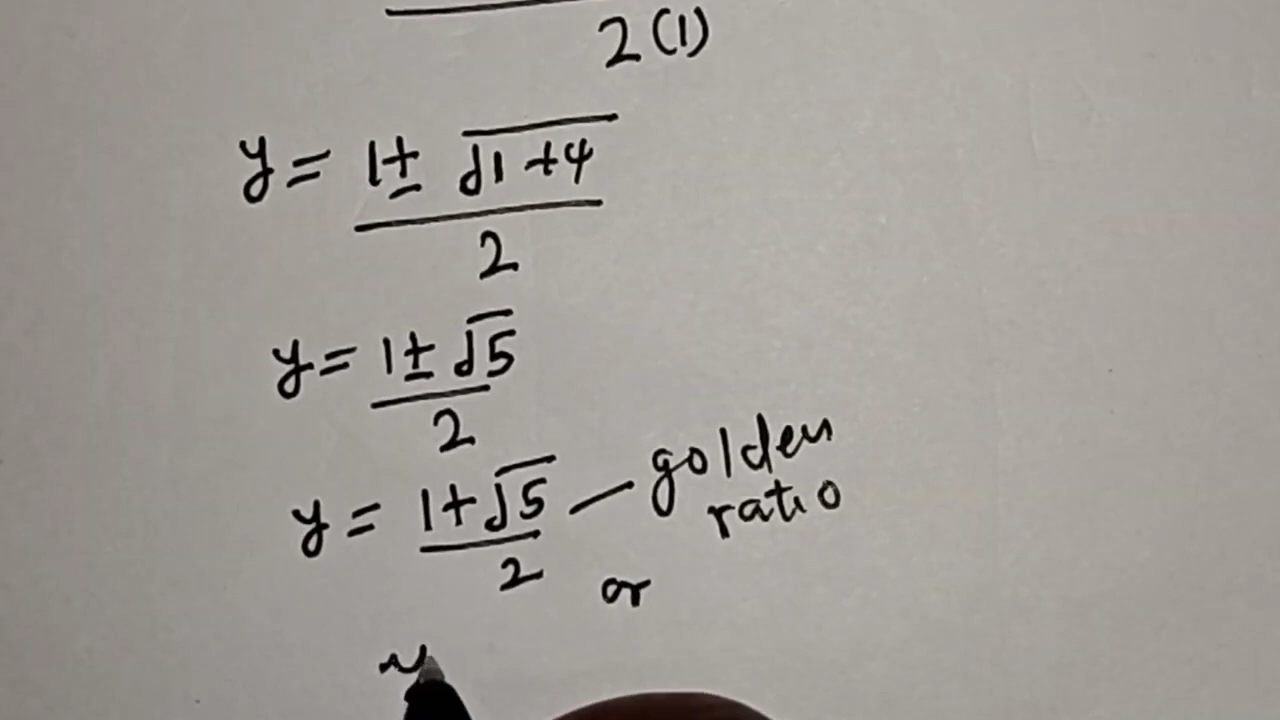 2(1)
y = 1 ± √1+4
2
y = 1 ± √5
2
y = 1+√5 — golden
ratio
2
or